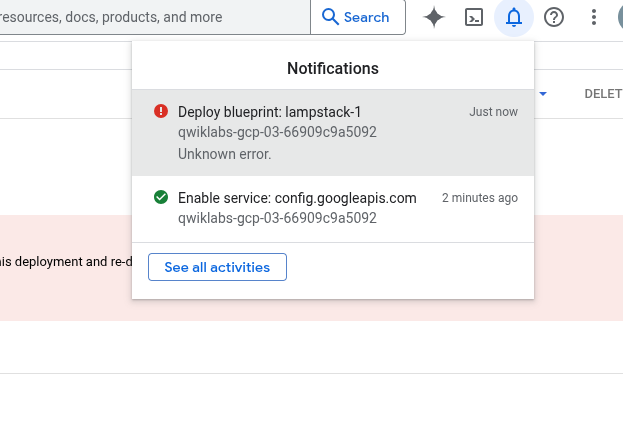 resources, docs, products, and more
Search
Notifications
Deploy blueprint: lampstack-1
Just now
qwiklabs-gcp-03-66909c9a5092
Unknown error.
Enable service: config.googleapis.com
2 minutes ago
qwiklabs-gcp-03-66909c9a5092
See all activities
DELET
is deployment and re-d